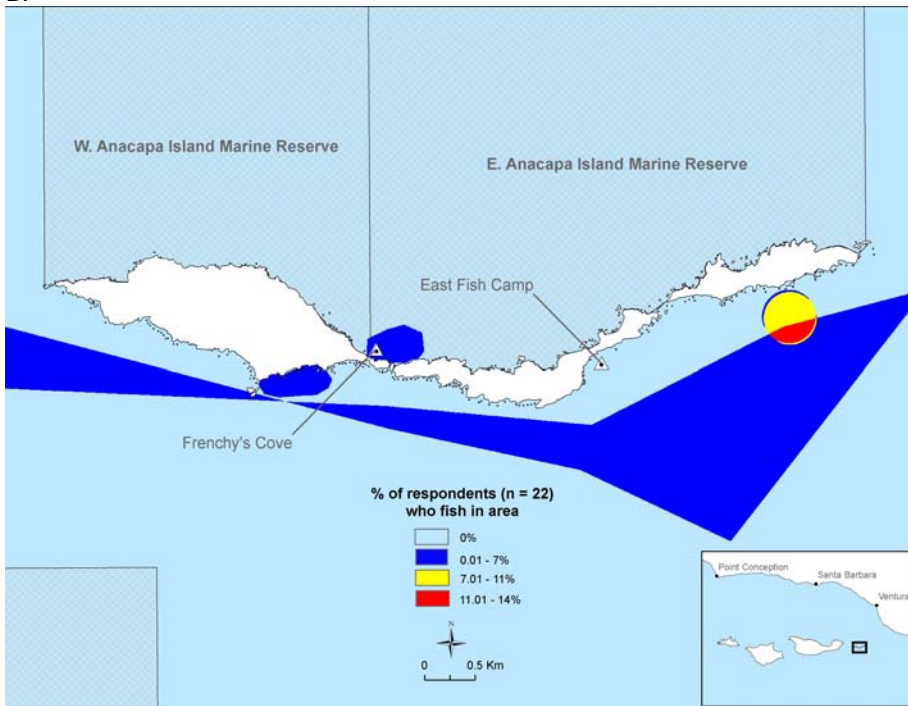 W. Anacapa Island Marine Reserve
E. Anacapa Island Marine Reserve
East Fish Camp
Frenchy's Cove
% of respondents (n = 22)
who fish in area
0%
0.01 - 7%
7.01 - 11%
11.01 - 14%
N
0 0.5 Km
Point Conception
Santa Barbara
Ventura